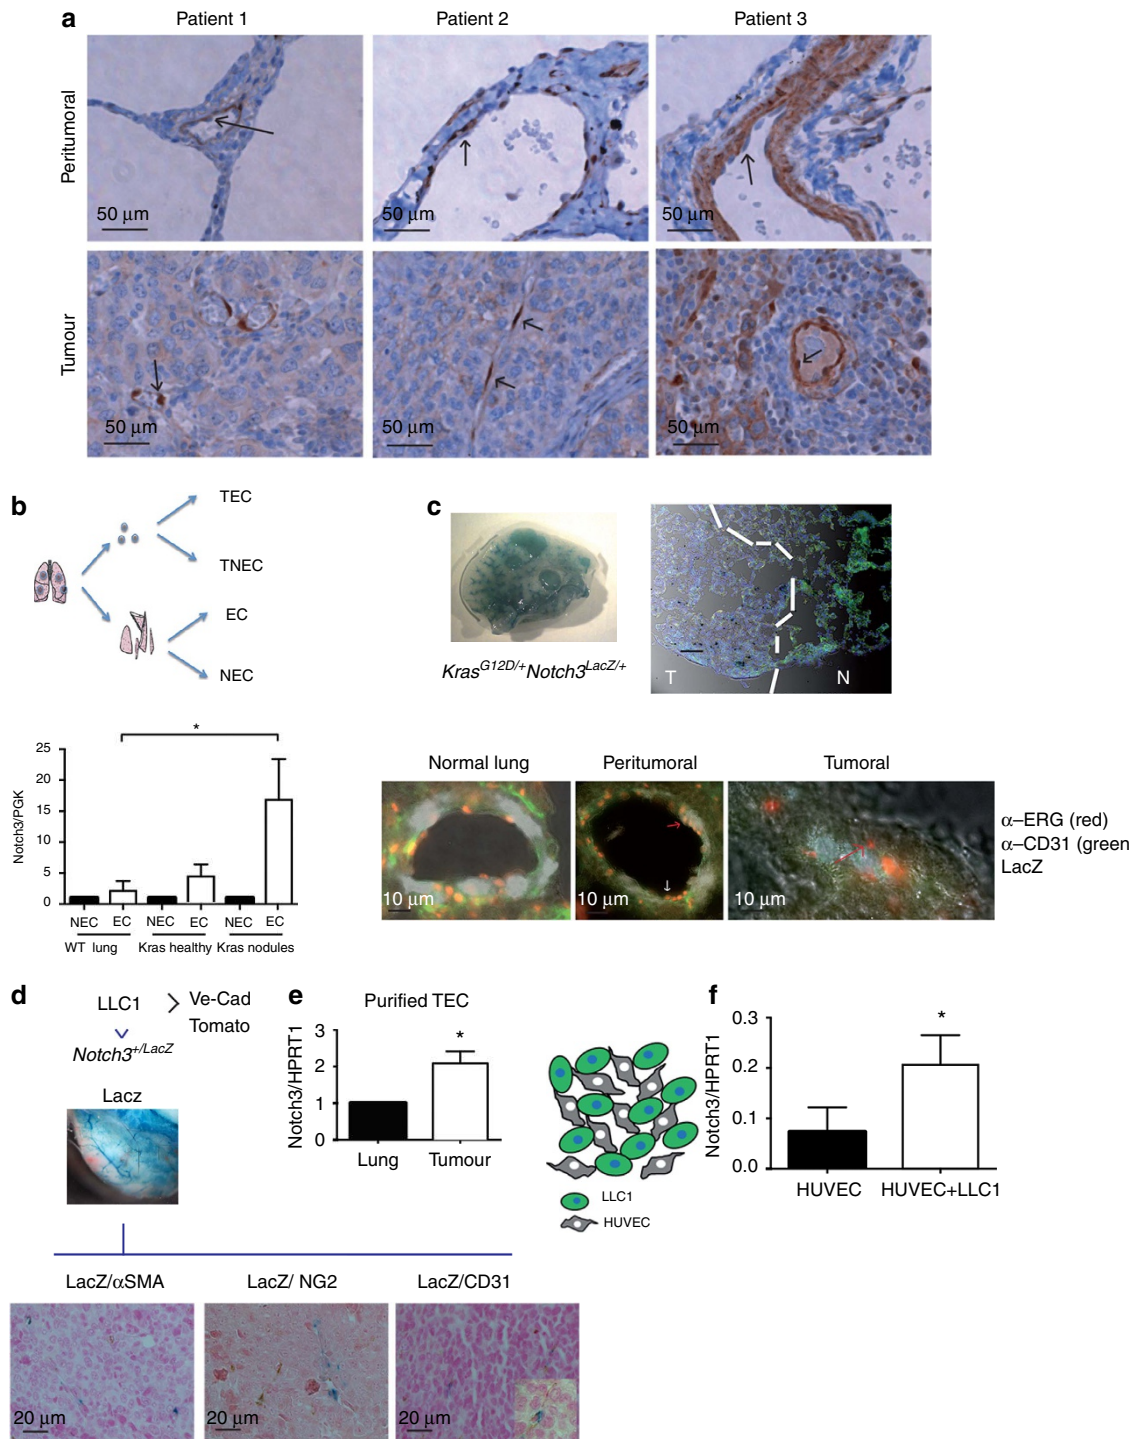 a
Patient 1
Patient 2
Patient 3
Peritumoral
50 μm
50 μm
50 μm
Tumour
50 μm
50 μm
50 μm
b
TEC
TNEC
EC
NEC
Notch3/PGK
25
20
15
10
5
0
*
NEC
EC
NEC
EC
NEC
EC
WT lung
Kras healthy
Kras nodules
c
Kras^G12D/+ Notch3^LacZ/+
T
N
Normal lung
Peritumoral
Tumoral
10 μm
10 μm
10 μm
α–ERG (red)
α–CD31 (green
LacZ
d
LLC1
Ve-Cad
Tomato
Notch3^+/LacZ
Lacz
LacZ/αSMA
LacZ/ NG2
LacZ/CD31
20 μm
20 μm
20 μm
e
Purified TEC
Notch3/HPRT1
3
2
1
0
*
Lung
Tumour
LLC1
HUVEC
f
Notch3/HPRT1
0.3
0.2
0.1
0.0
*
HUVEC
HUVEC+LLC1